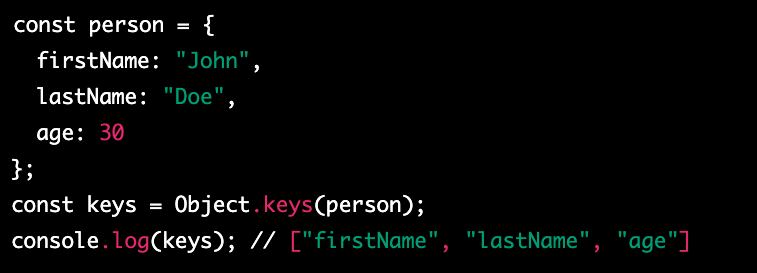 const person = {
  firstName: "John",
  lastName: "Doe",
  age: 30
};
const keys = Object.keys(person);
console.log(keys); // ["firstName", "lastName", "age"]